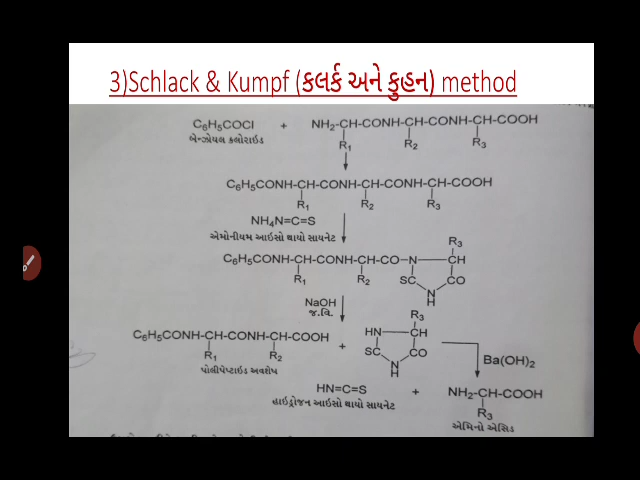 3)Schlack & Kumpf (કલર્ક અને કુહન) method
C6H5COCl + NH2-CH-CONH-CH-CONH-CH-COOH
બેન્ઝોયલ ક્લોરાઇડ
R1 R2 R3
C6H5CONH-CH-CONH-CH-CONH-CH-COOH
R1 R2 R3
NH4N=C=S
એમોનીયમ આઇસો થાયો સાયનેટ
R3
C6H5CONH-CH-CONH-CH-CO-N-CH
R1 R2 SC CO
N
H
NaOH
જ.વિ.
R3
C6H5CONH-CH-CONH-CH-COOH + HN-CH
R1 R2 SC CO
N
H
પોલીપેપ્ટાઇડ અવશેષ
Ba(OH)2
HN=C=S + NH2-CH-COOH
હાઇડ્રોજન આઇસો થાયો સાયનેટ
R3
એમિનો એસિડ